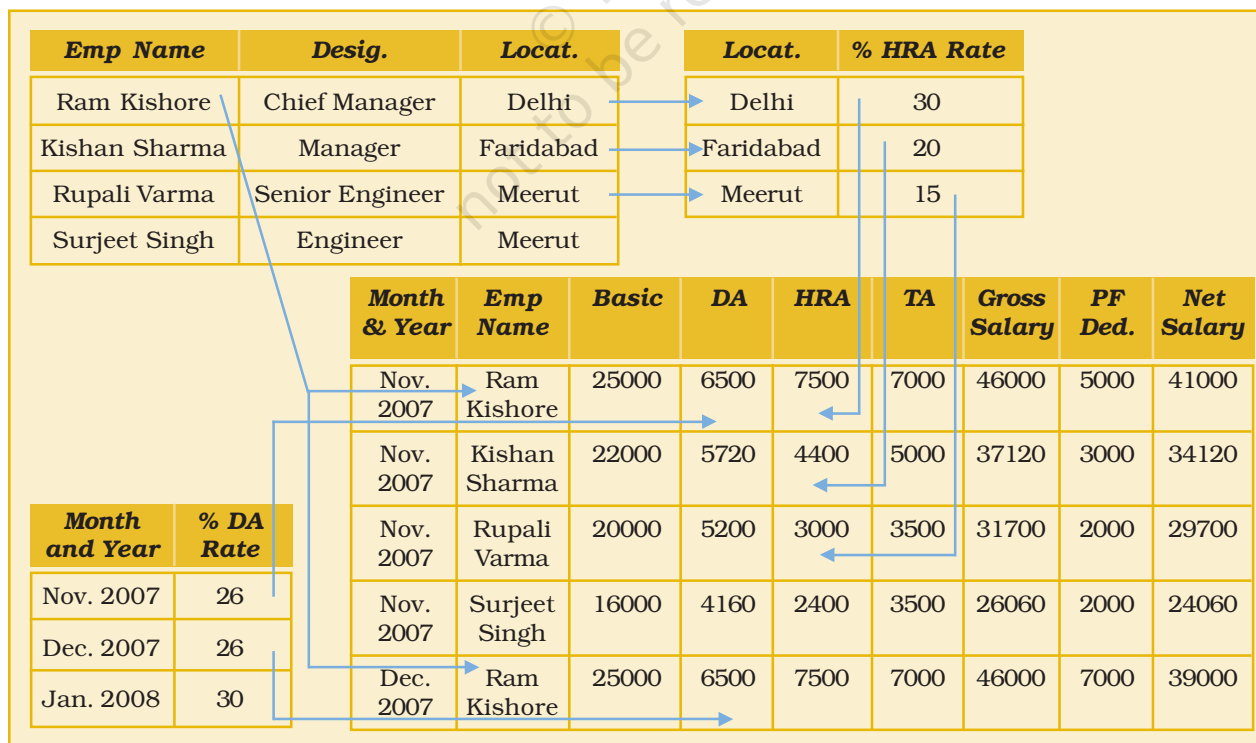 Emp Name Desig. Locat.
Ram Kishore Chief Manager Delhi
Kishan Sharma Manager Faridabad
Rupali Varma Senior Engineer Meerut
Surjeet Singh Engineer Meerut
Locat. % HRA Rate
Delhi 30
Faridabad 20
Meerut 15
Month Emp Basic DA HRA TA Gross PF Net
& Year Name Salary Ded. Salary
Nov. Ram 25000 6500 7500 7000 46000 5000 41000
2007 Kishore
Nov. Kishan 22000 5720 4400 5000 37120 3000 34120
2007 Sharma
Nov. Rupali 20000 5200 3000 3500 31700 2000 29700
2007 Varma
Nov. Surjeet 16000 4160 2400 3500 26060 2000 24060
2007 Singh
Dec. Ram 25000 6500 7500 7000 46000 7000 39000
2007 Kishore
Month % DA
and Year Rate
Nov. 2007 26
Dec. 2007 26
Jan. 2008 30
©
not to be re